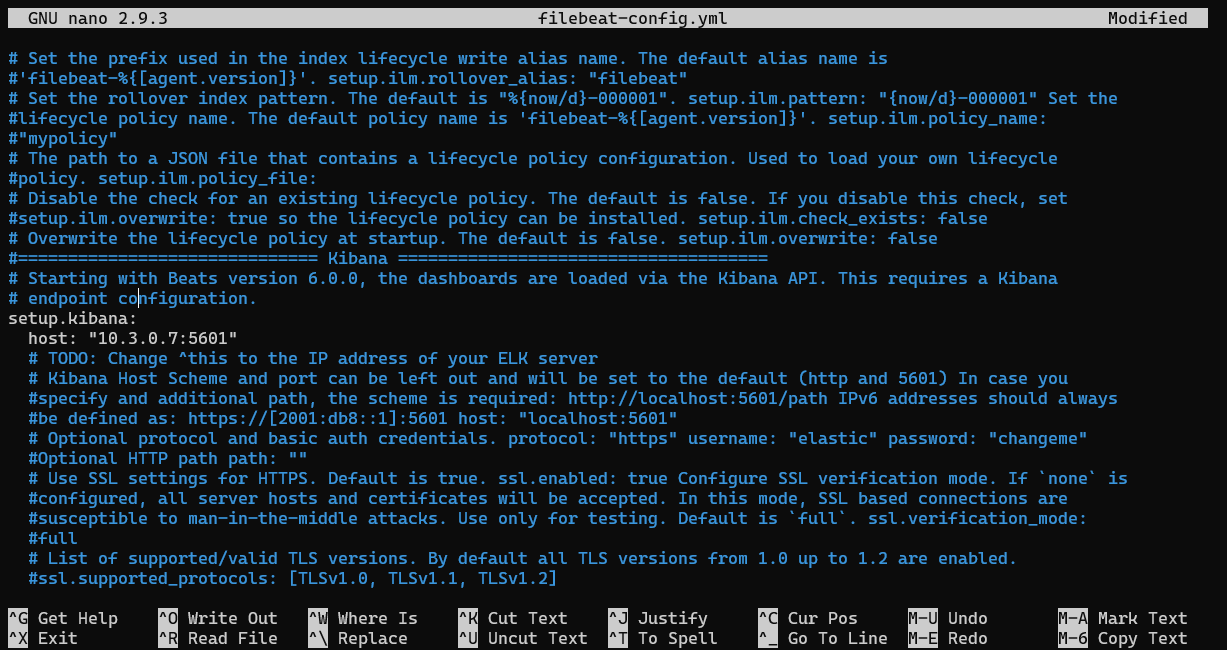 GNU nano 2.9.3 filebeat-config.yml Modified
# Set the prefix used in the index lifecycle write alias name. The default alias name is
#'filebeat-%{[agent.version]}'. setup.ilm.rollover_alias: "filebeat"
# Set the rollover index pattern. The default is "%{now/d}-000001". setup.ilm.pattern: "{now/d}-000001" Set the
#lifecycle policy name. The default policy name is 'filebeat-%{[agent.version]}'. setup.ilm.policy_name:
#"mypolicy"
# The path to a JSON file that contains a lifecycle policy configuration. Used to load your own lifecycle
#policy. setup.ilm.policy_file:
# Disable the check for an existing lifecycle policy. The default is false. If you disable this check, set
#setup.ilm.overwrite: true so the lifecycle policy can be installed. setup.ilm.check_exists: false
# Overwrite the lifecycle policy at startup. The default is false. setup.ilm.overwrite: false
#============================== Kibana =====================================
# Starting with Beats version 6.0.0, the dashboards are loaded via the Kibana API. This requires a Kibana
# endpoint configuration.
setup.kibana:
  host: "10.3.0.7:5601"
  # TODO: Change ^this to the IP address of your ELK server
  # Kibana Host Scheme and port can be left out and will be set to the default (http and 5601) In case you
  #specify and additional path, the scheme is required: http://localhost:5601/path IPv6 addresses should always
  #be defined as: https://[2001:db8::1]:5601 host: "localhost:5601"
  # Optional protocol and basic auth credentials. protocol: "https" username: "elastic" password: "changeme"
  #Optional HTTP path path: ""
  # Use SSL settings for HTTPS. Default is true. ssl.enabled: true Configure SSL verification mode. If `none` is
  #configured, all server hosts and certificates will be accepted. In this mode, SSL based connections are
  #susceptible to man-in-the-middle attacks. Use only for testing. Default is `full`. ssl.verification_mode:
  #full
  # List of supported/valid TLS versions. By default all TLS versions from 1.0 up to 1.2 are enabled.
  #ssl.supported_protocols: [TLSv1.0, TLSv1.1, TLSv1.2]
^G Get Help ^O Write Out ^W Where Is ^K Cut Text ^J Justify ^C Cur Pos M-U Undo M-A Mark Text
^X Exit ^R Read File ^\ Replace ^U Uncut Text ^T To Spell ^_ Go To Line M-E Redo M-6 Copy Text